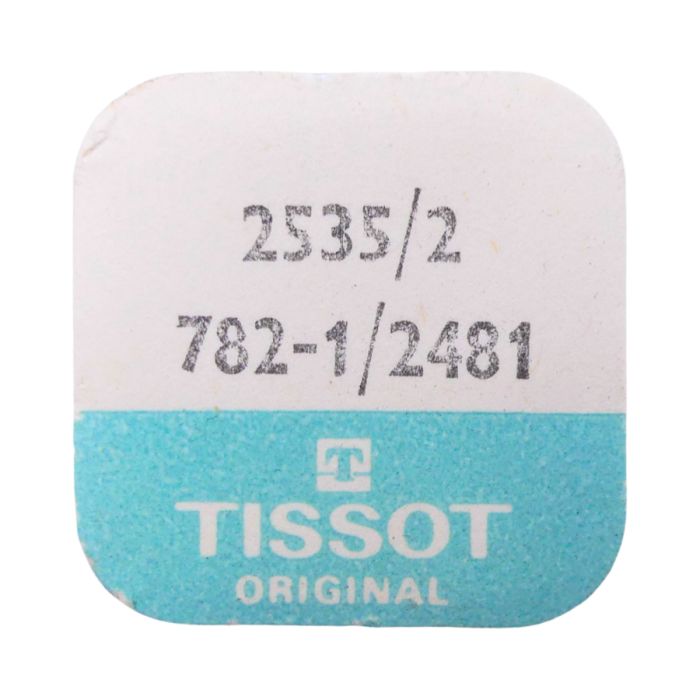 2535/2
782-1/2481
T
TISSOT
ORIGINAL